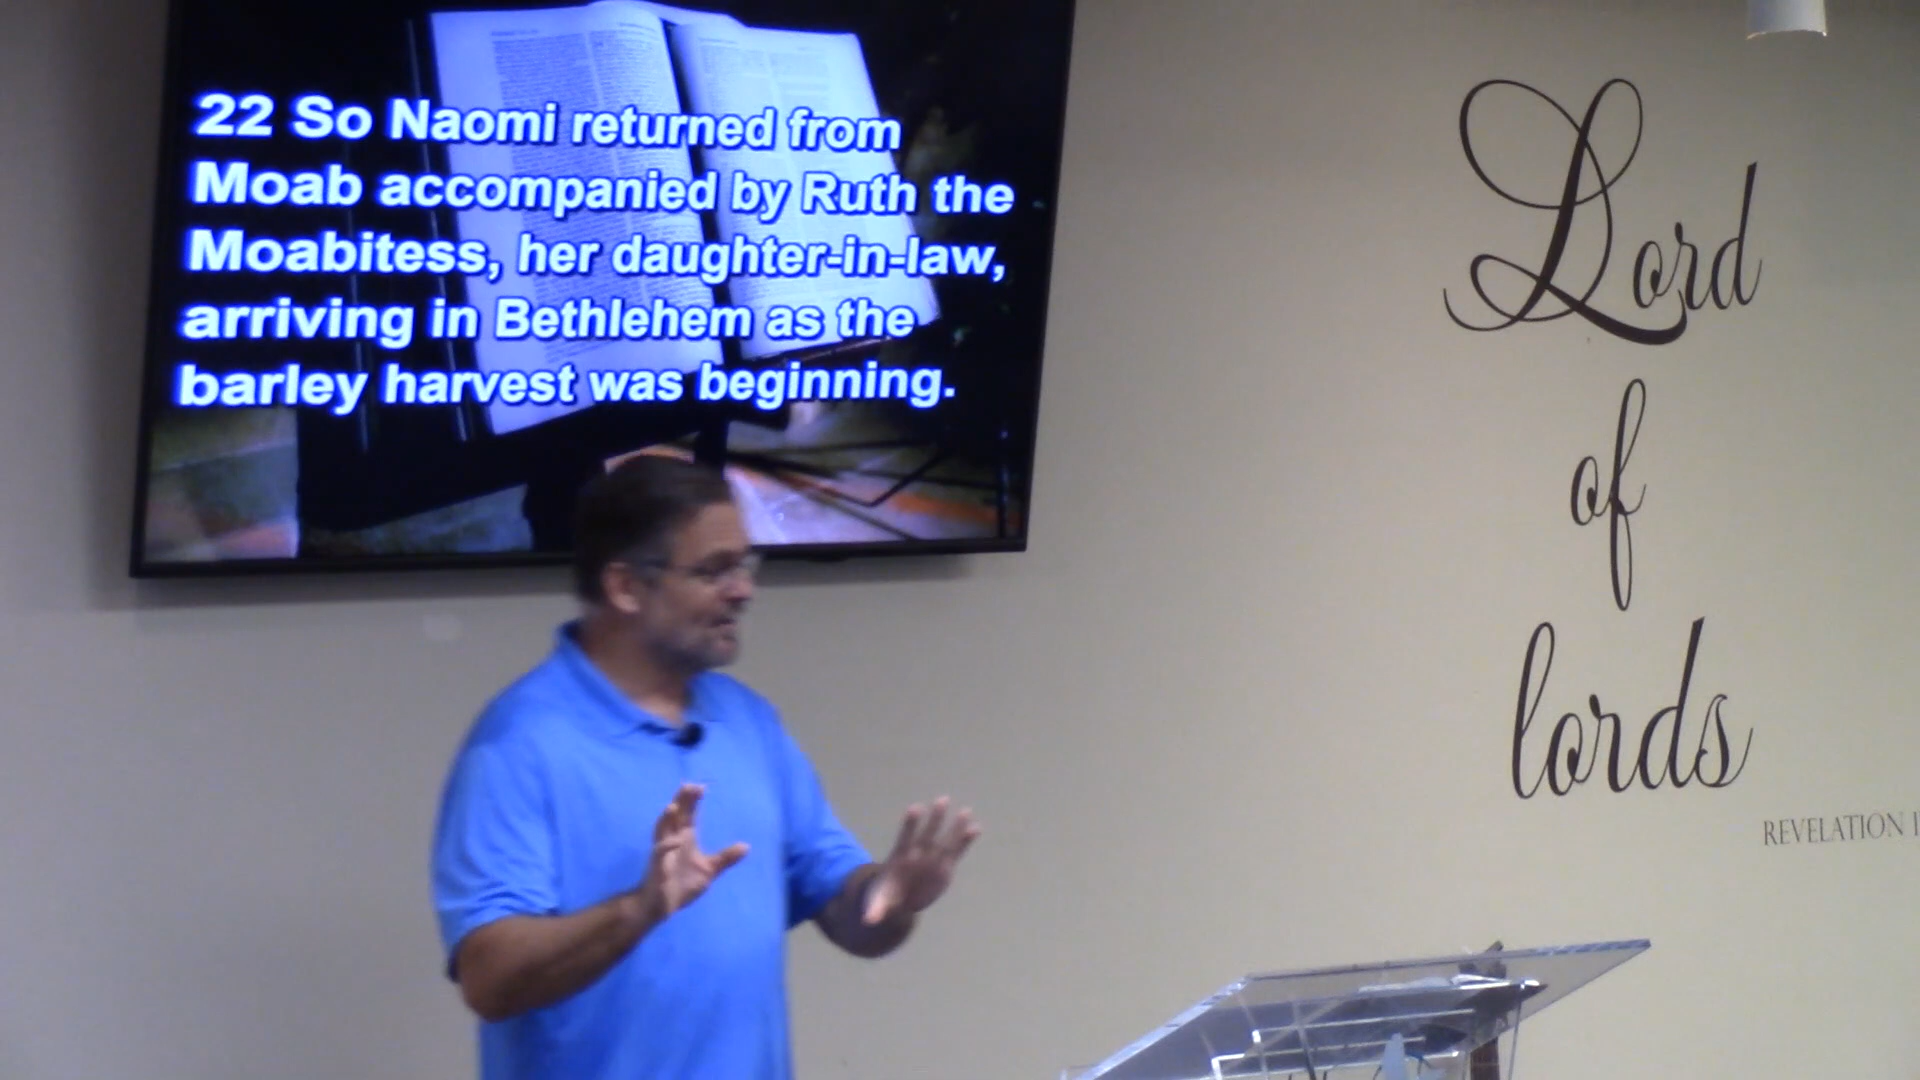 22 So Naomi returned from
Moab accompanied by Ruth the
Moabitess, her daughter-in-law,
arriving in Bethlehem as the
barley harvest was beginning.
Lord
of
lords
REVELATION